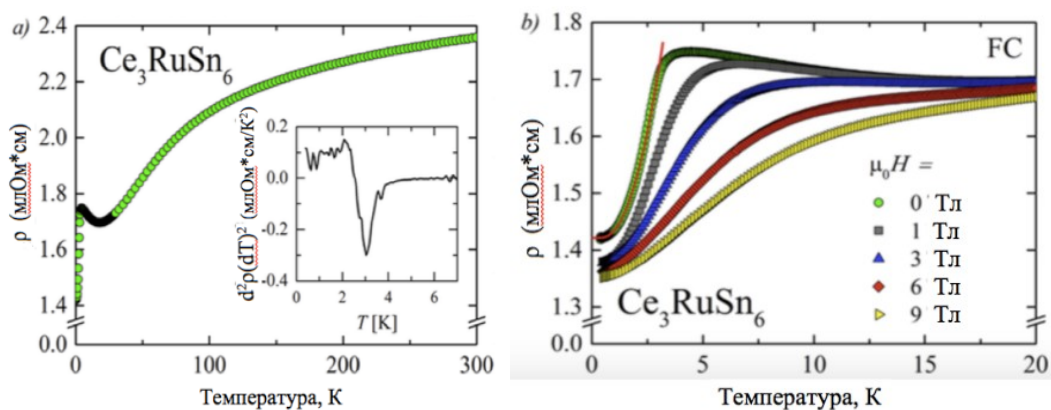 a)
Ce₃RuSn₆
ρ (млОм*см)
2.4
2.2
2.0
1.8
1.6
1.4
0.0
0
100
200
300
Температура, К
d²ρ(dT)² (млОм*см/К²)
0.2
0.0
-0.2
-0.4
0
2
4
6
T [K]
b)
FC
ρ (млОм*см)
1.8
1.7
1.6
1.5
1.4
1.3
0.0
μ₀H =
0 Тл
1 Тл
3 Тл
6 Тл
9 Тл
Ce₃RuSn₆
0
5
10
15
20
Температура, К